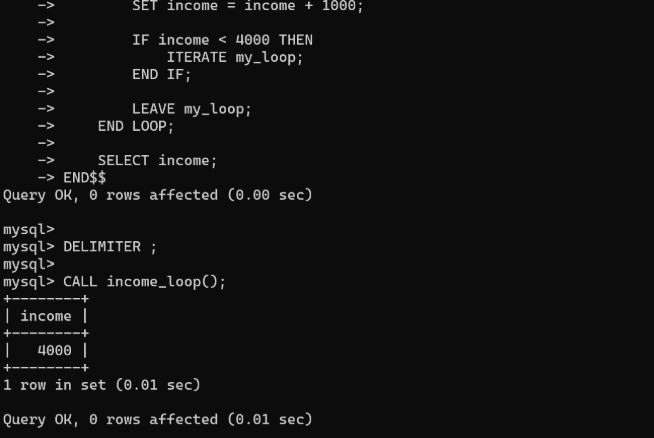 ->         SET income = income + 1000;
    ->
    ->         IF income < 4000 THEN
    ->             ITERATE my_loop;
    ->         END IF;
    ->
    ->         LEAVE my_loop;
    ->     END LOOP;
    ->
    ->     SELECT income;
    -> END$$
Query OK, 0 rows affected (0.00 sec)

mysql>
mysql> DELIMITER ;
mysql>
mysql> CALL income_loop();
+--------+
| income |
+--------+
|   4000 |
+--------+
1 row in set (0.01 sec)

Query OK, 0 rows affected (0.01 sec)